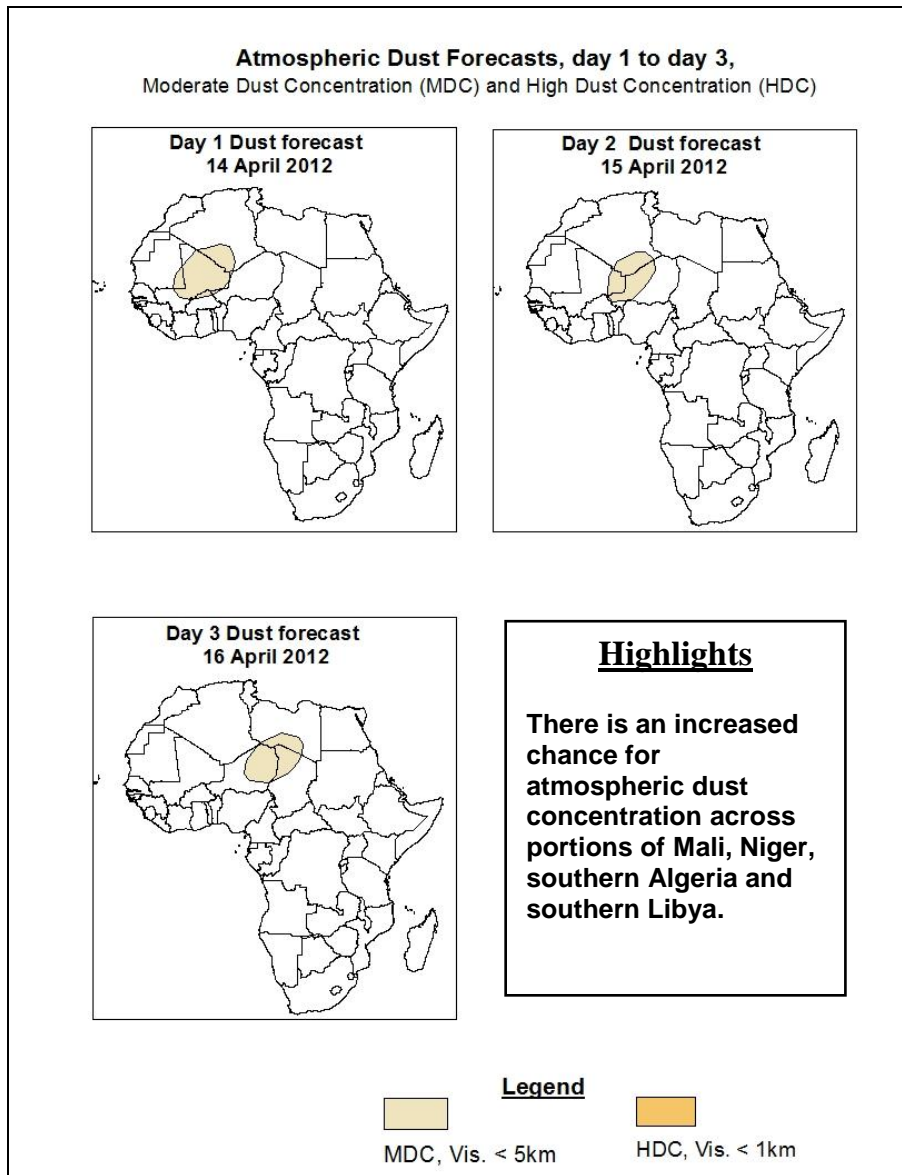 Atmospheric Dust Forecasts, day 1 to day 3,
Moderate Dust Concentration (MDC) and High Dust Concentration (HDC)
Day 1 Dust forecast
14 April 2012
Day 2  Dust forecast
15 April 2012
Day 3 Dust forecast
16 April 2012
Highlights
There is an increased
chance for
atmospheric dust
concentration across
portions of Mali, Niger,
southern Algeria and
southern Libya.
Legend
MDC, Vis. < 5km
HDC, Vis. < 1km